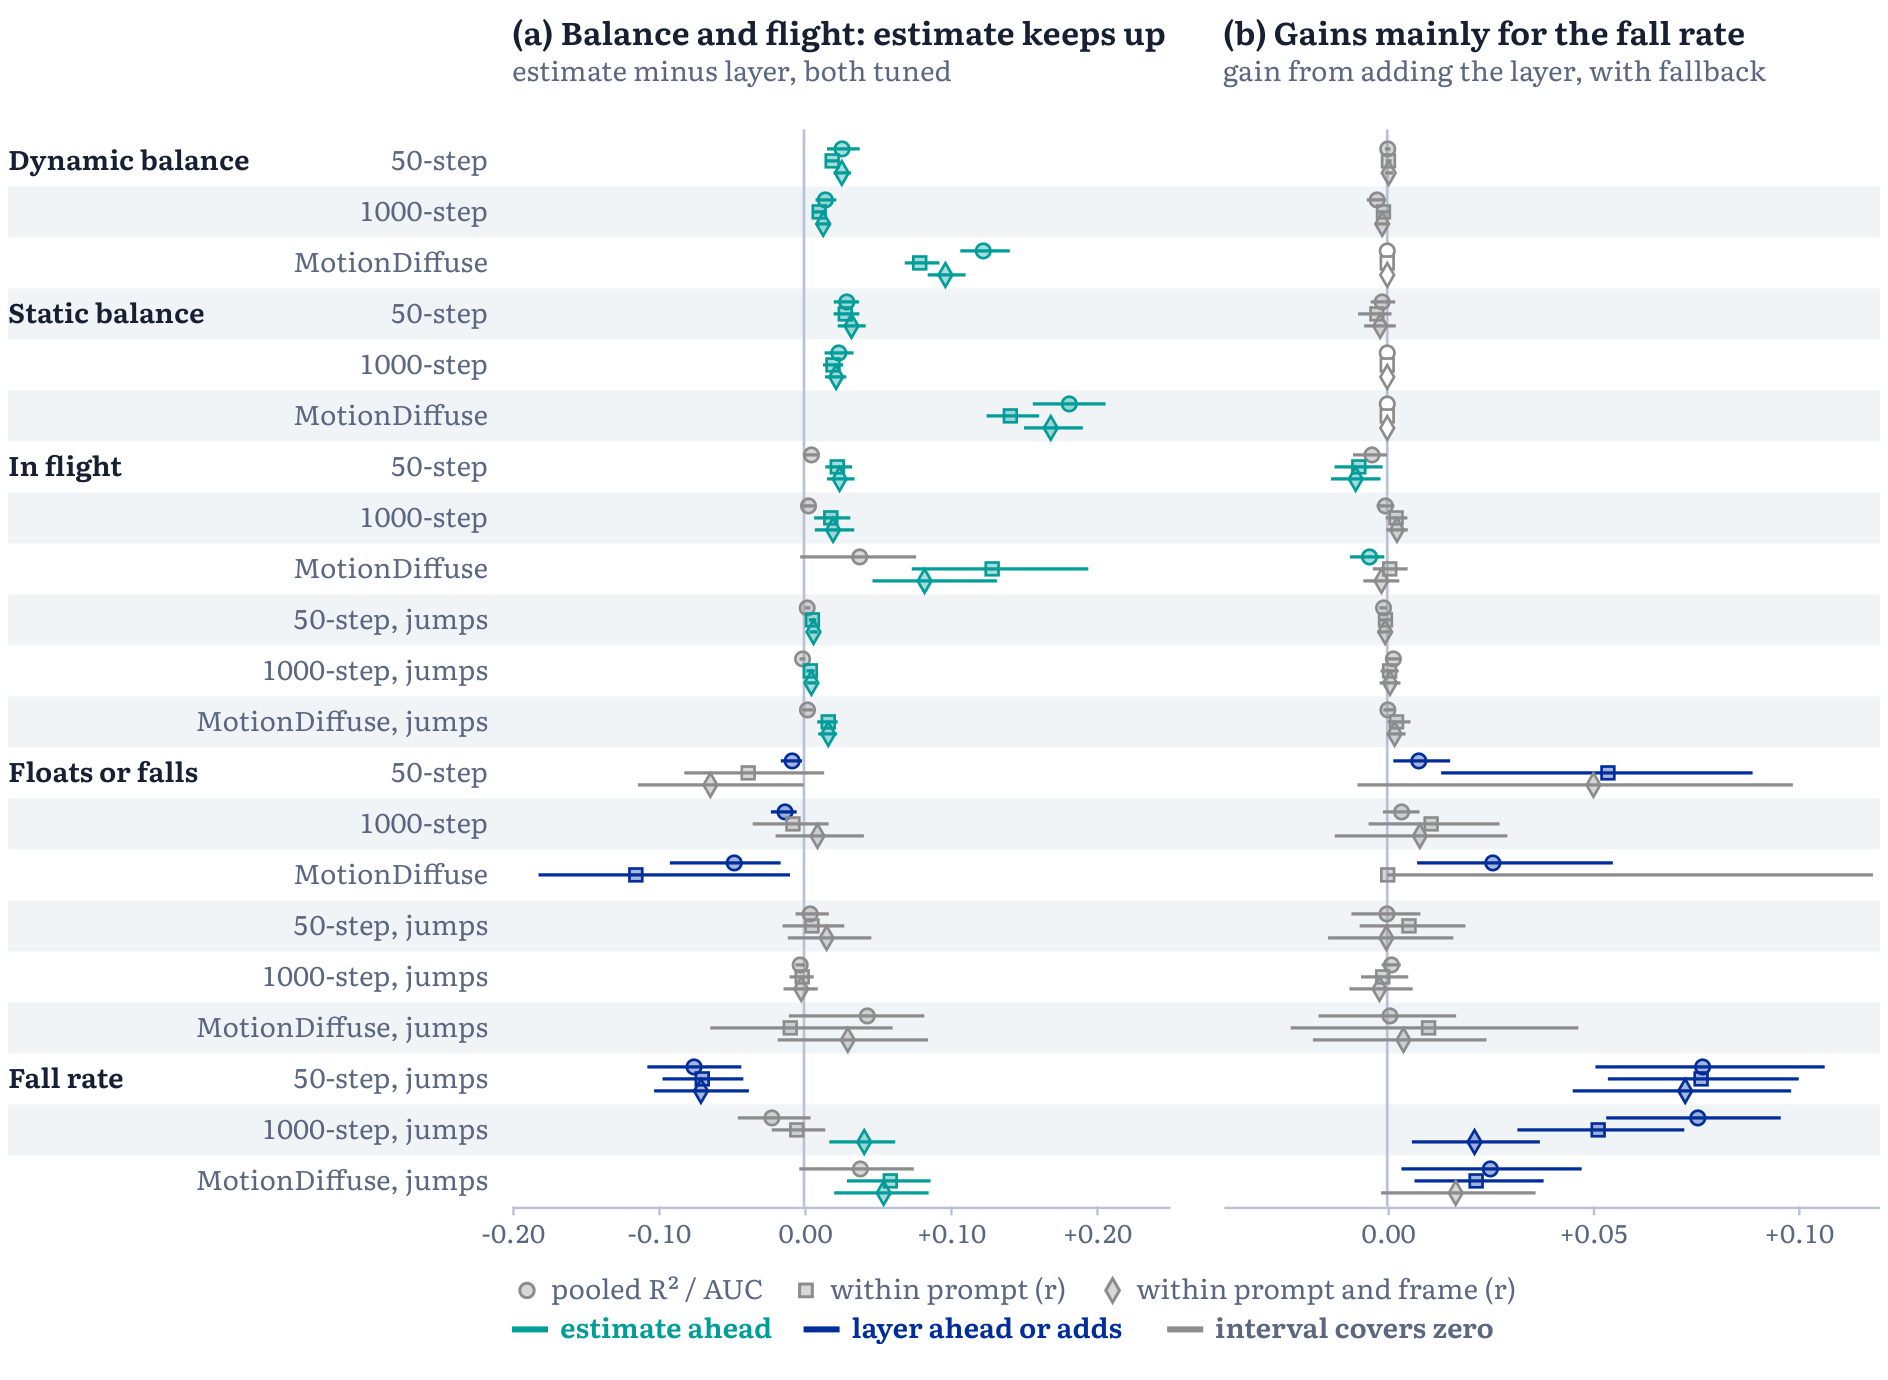 (a) Balance and flight: estimate keeps up
estimate minus layer, both tuned
(b) Gains mainly for the fall rate
gain from adding the layer, with fallback
Dynamic balance 50-step
1000-step
MotionDiffuse
Static balance 50-step
1000-step
MotionDiffuse
In flight 50-step
1000-step
MotionDiffuse
50-step, jumps
1000-step, jumps
MotionDiffuse, jumps
Floats or falls 50-step
1000-step
MotionDiffuse
50-step, jumps
1000-step, jumps
MotionDiffuse, jumps
Fall rate 50-step, jumps
1000-step, jumps
MotionDiffuse, jumps
-0.20 -0.10 0.00 +0.10 +0.20
0.00 +0.05 +0.10
pooled R² / AUC within prompt (r) within prompt and frame (r)
estimate ahead layer ahead or adds interval covers zero